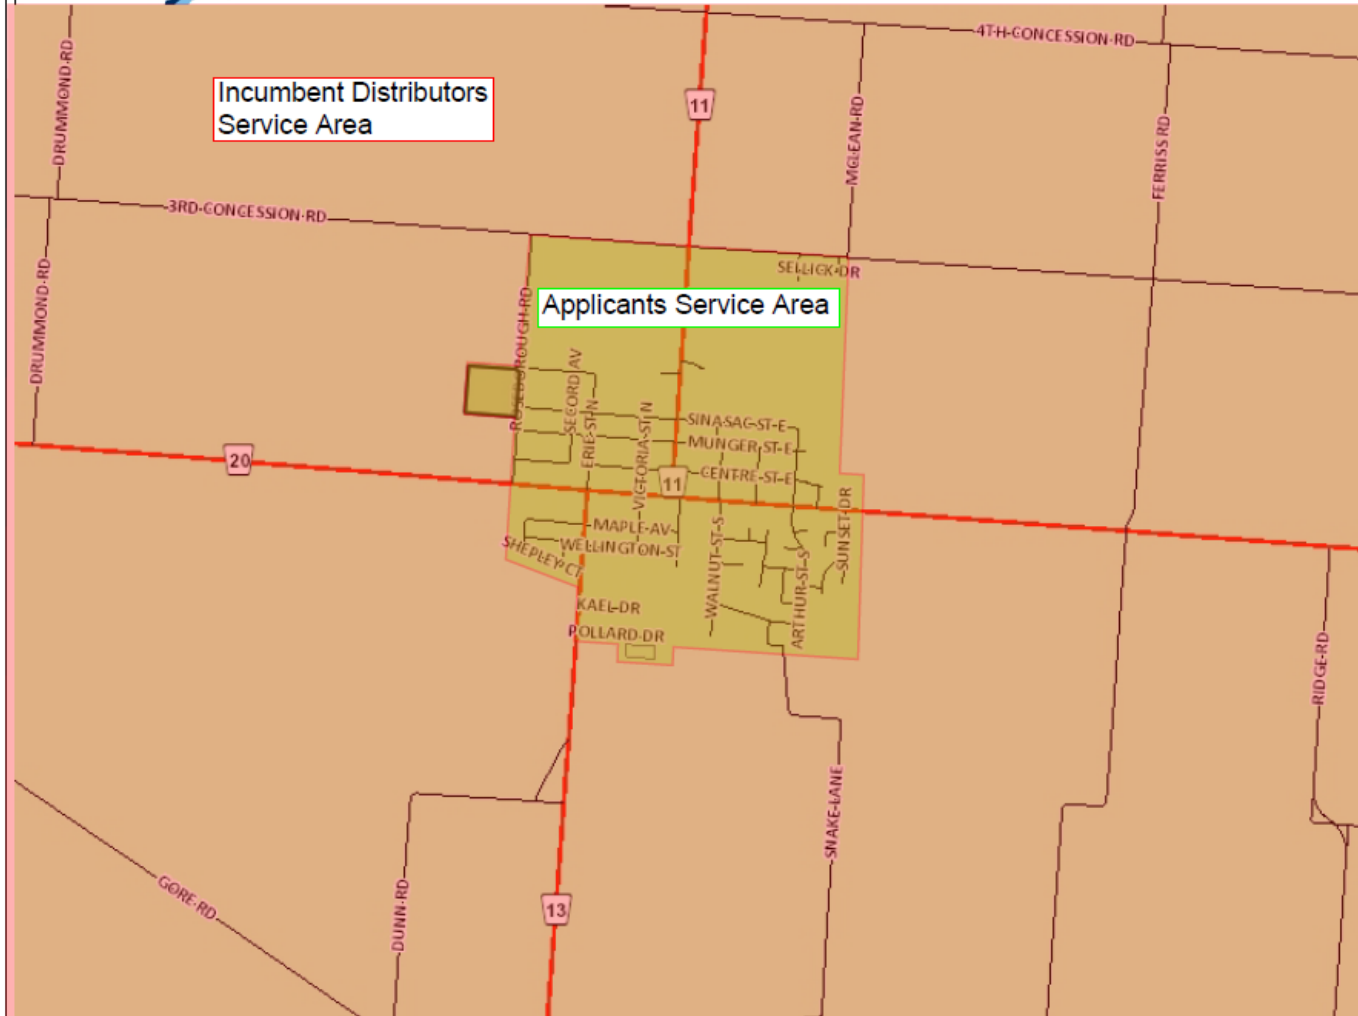 4TH-CONCESSION-RD
DRUMMOND-RD
Incumbent Distributors
Service Area
11
MCLEAN-RD
FERRISS RD
3RD-CONCESSION-RD
SELLICK-DR
DRUMMOND-RD
Applicants Service Area
ROSEBOROUGH-RD
SECORD AV
ERIE-ST-N
VICTORIA-ST-N
SINASAC-ST-E
MUNGER-ST-E
CENTRE-ST-E
20
11
SUNSET-DR
MAPLE-AV
WELLINGTON-ST
SHEPLEY-CT
WALNUT-ST-S
ARTHUR-ST-S
KAEL-DR
POLLARD-DR
RIDGE-RD
SNAKE-LANE
GORE-RD
DUNN-RD
13